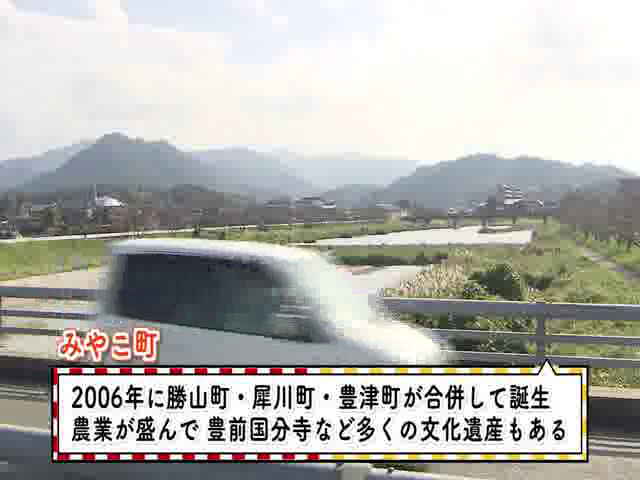 みやこ町
2006年に勝山町・犀川町・豊津町が合併して誕生
農業が盛んで 豊前国分寺など多くの文化遺産もある